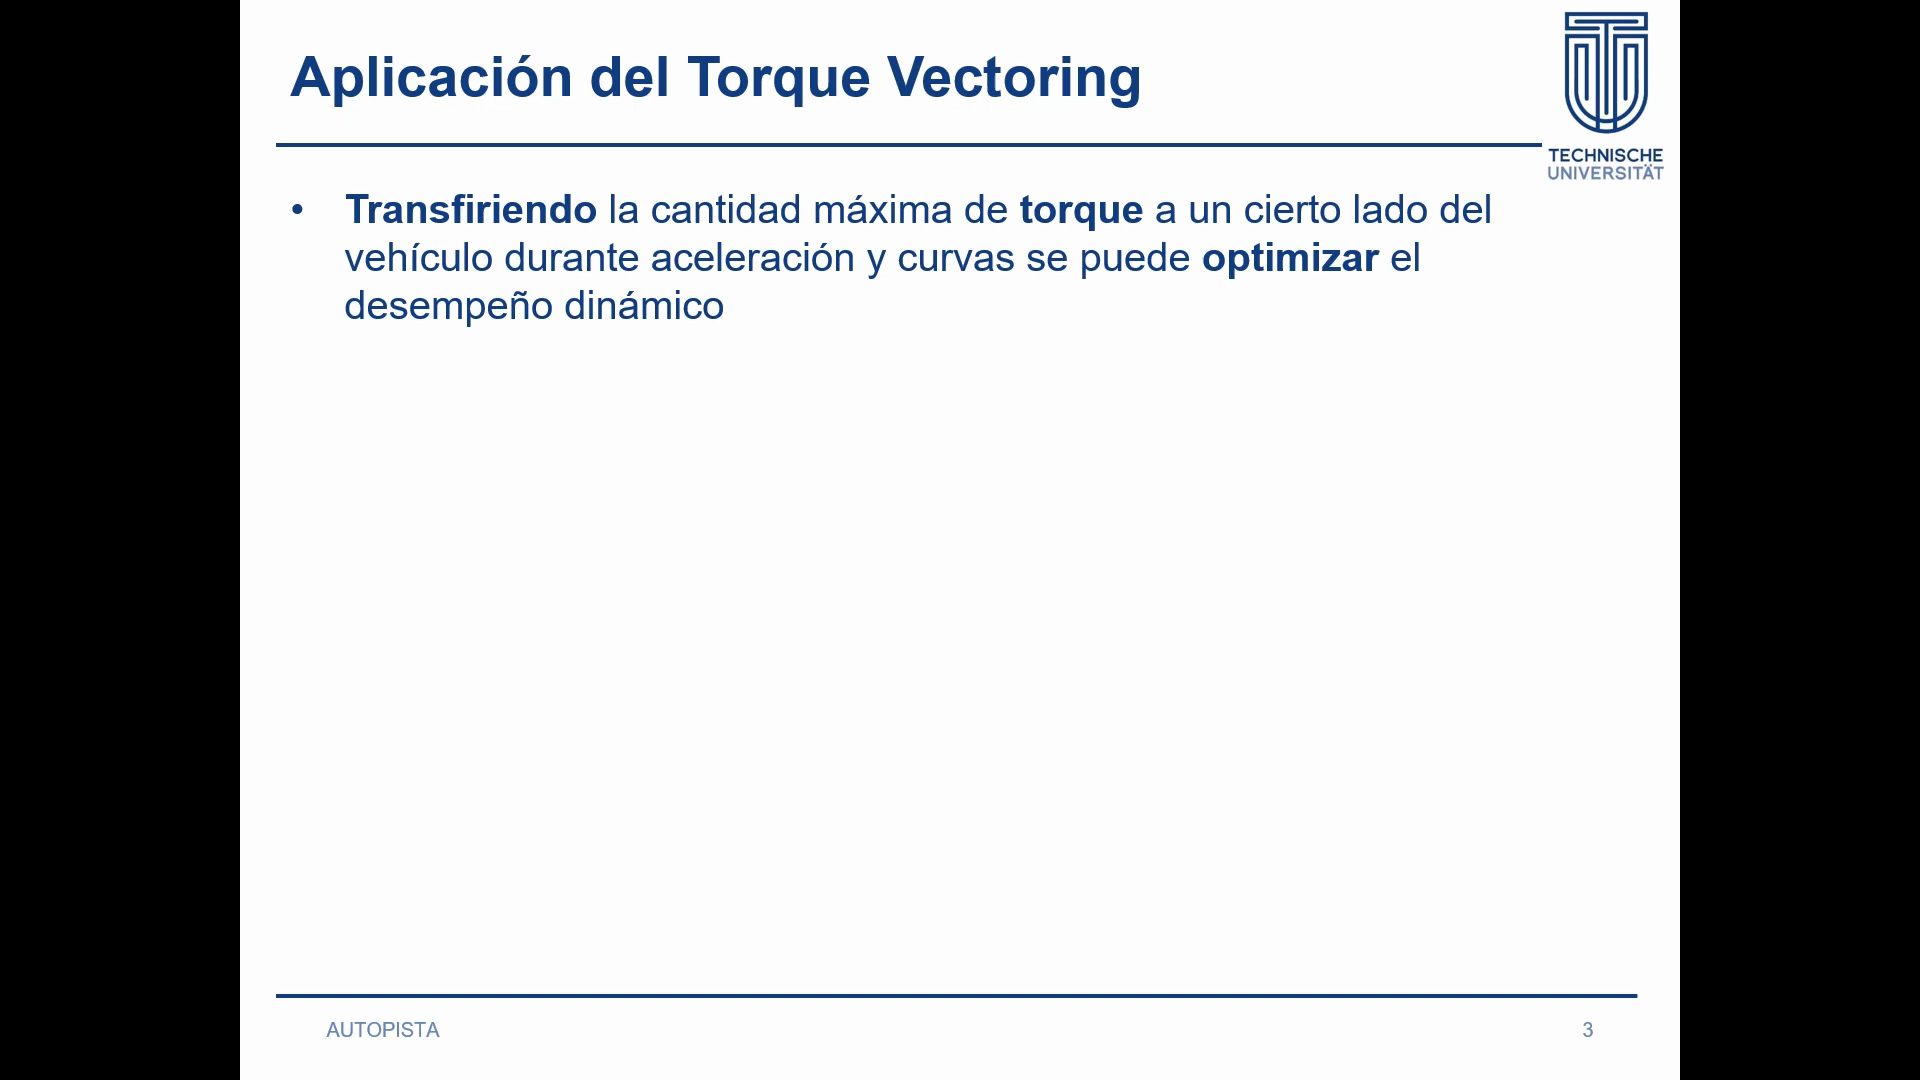 Aplicación del Torque Vectoring
TECHNISCHE
UNIVERSITÄT
• Transfiriendo la cantidad máxima de torque a un cierto lado del
vehículo durante aceleración y curvas se puede optimizar el
desempeño dinámico
AUTOPISTA
3